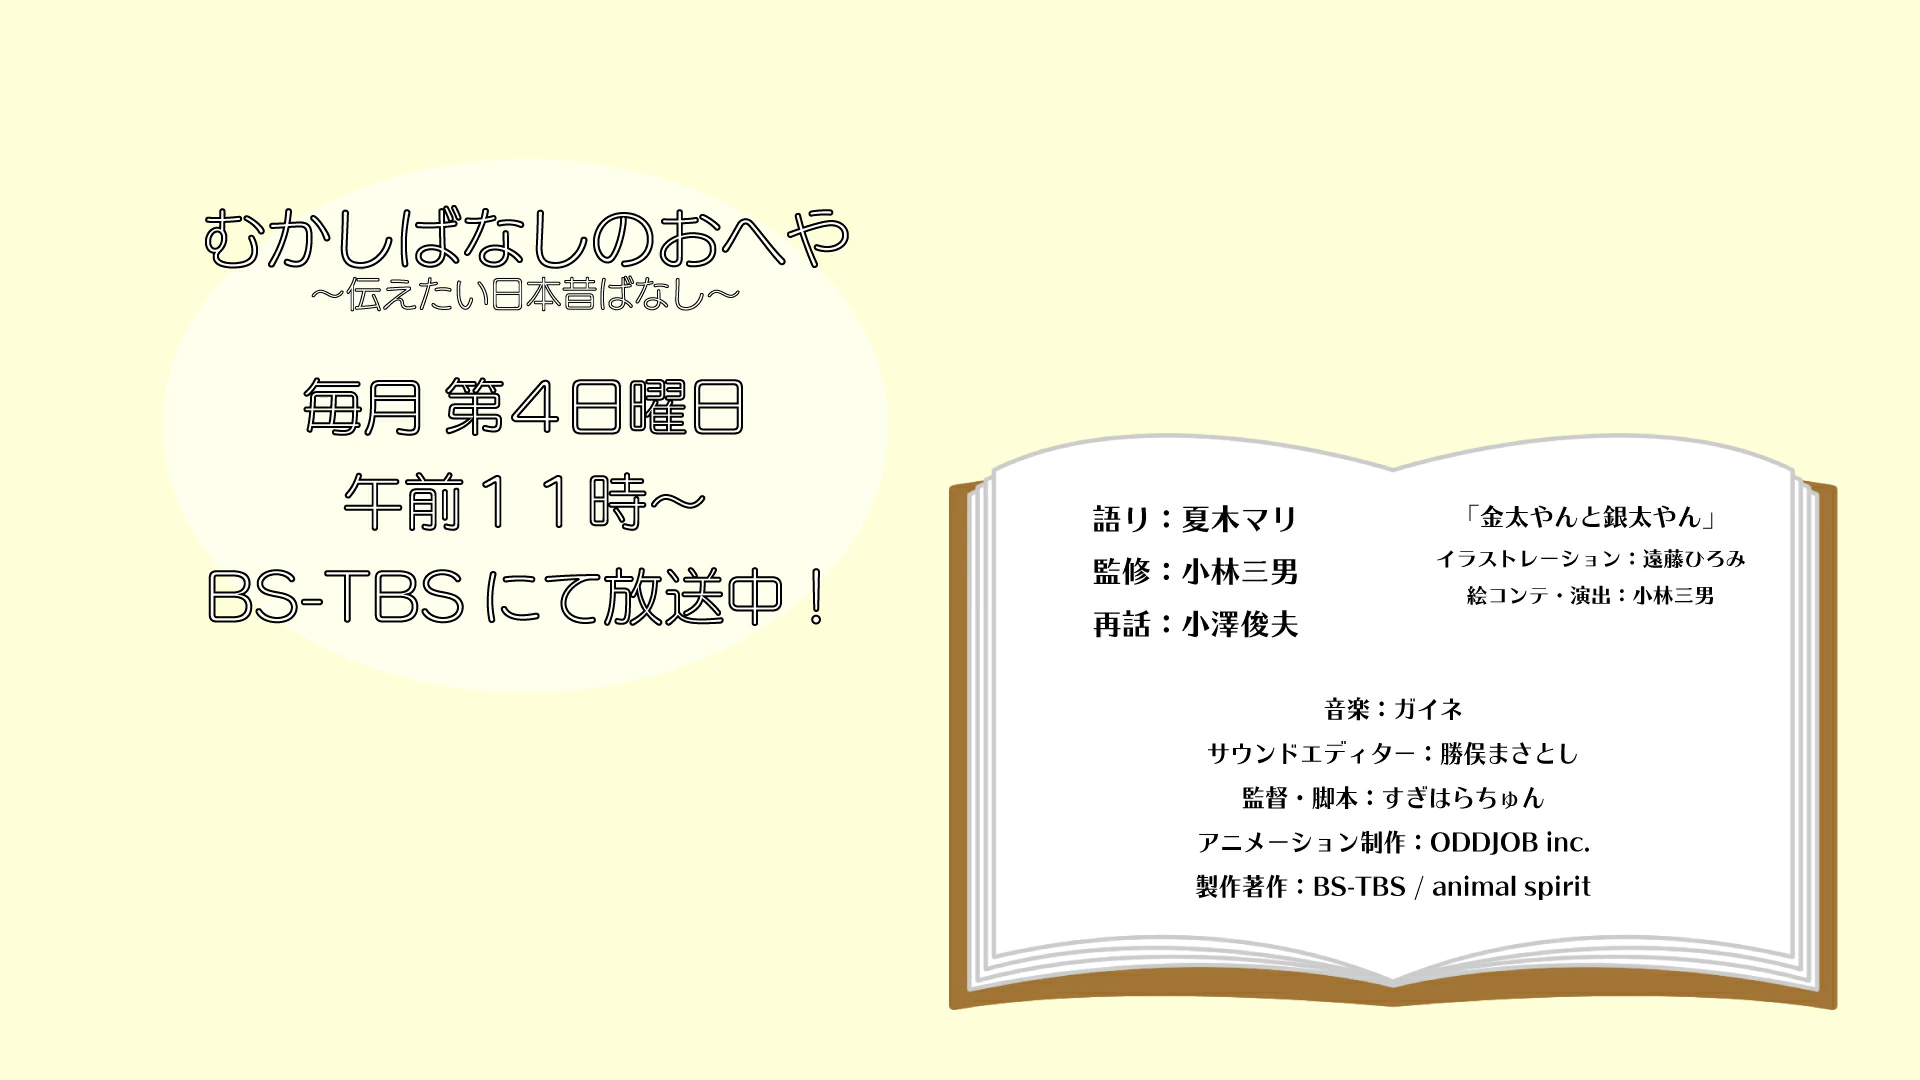 むかしばなしのおへや
～伝えたい日本昔ばなし～
毎月 第４日曜日
午前１１時～
BS-TBS にて放送中！
語り：夏木マリ
監修：小林三男
再話：小澤俊夫
「金太やんと銀太やん」
イラストレーション：遠藤ひろみ
絵コンテ・演出：小林三男
音楽：ガイネ
サウンドエディター：勝俣まさとし
監督・脚本：すぎはらちゅん
アニメーション制作：ODDJOB inc.
製作著作：BS-TBS / animal spirit